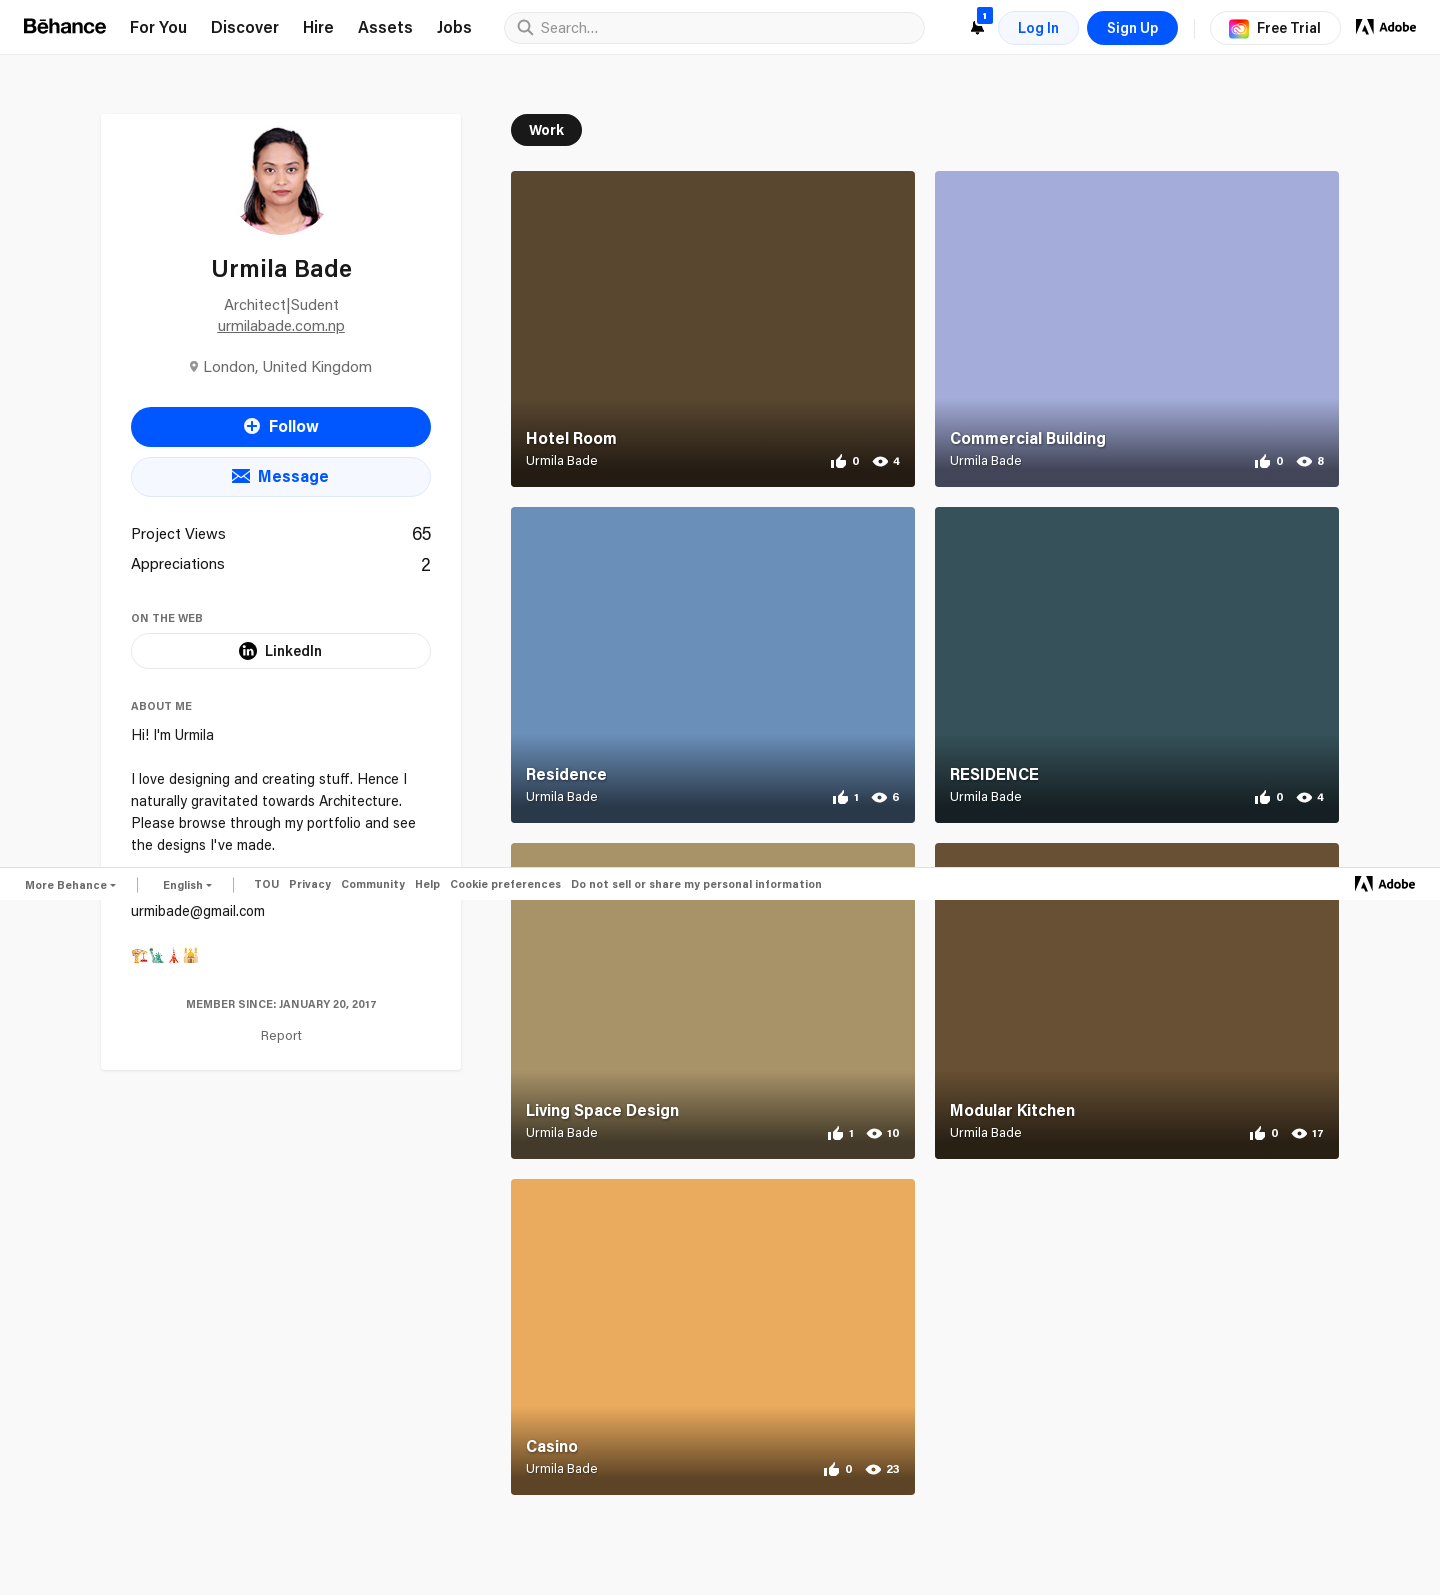 Bēhance
For You
Discover
Hire
Assets
Jobs
Search...
1
Log In
Sign Up
Free Trial
Adobe
Urmila Bade
Architect|Sudent
urmilabade.com.np
London, United Kingdom
Follow
Message
Project Views 65
Appreciations 2
ON THE WEB
LinkedIn
ABOUT ME
Hi! I'm Urmila
I love designing and creating stuff. Hence I
naturally gravitated towards Architecture.
Please browse through my portfolio and see
the designs I've made.
urmibade@gmail.com
MEMBER SINCE: JANUARY 20, 2017
Report
Work
Hotel Room
Urmila Bade 0 4
Commercial Building
Urmila Bade 0 8
Residence
Urmila Bade 1 6
RESIDENCE
Urmila Bade 0 4
Living Space Design
Urmila Bade 1 10
Modular Kitchen
Urmila Bade 0 17
Casino
Urmila Bade 0 23
More Behance
English
TOU Privacy Community Help Cookie preferences Do not sell or share my personal information
Adobe